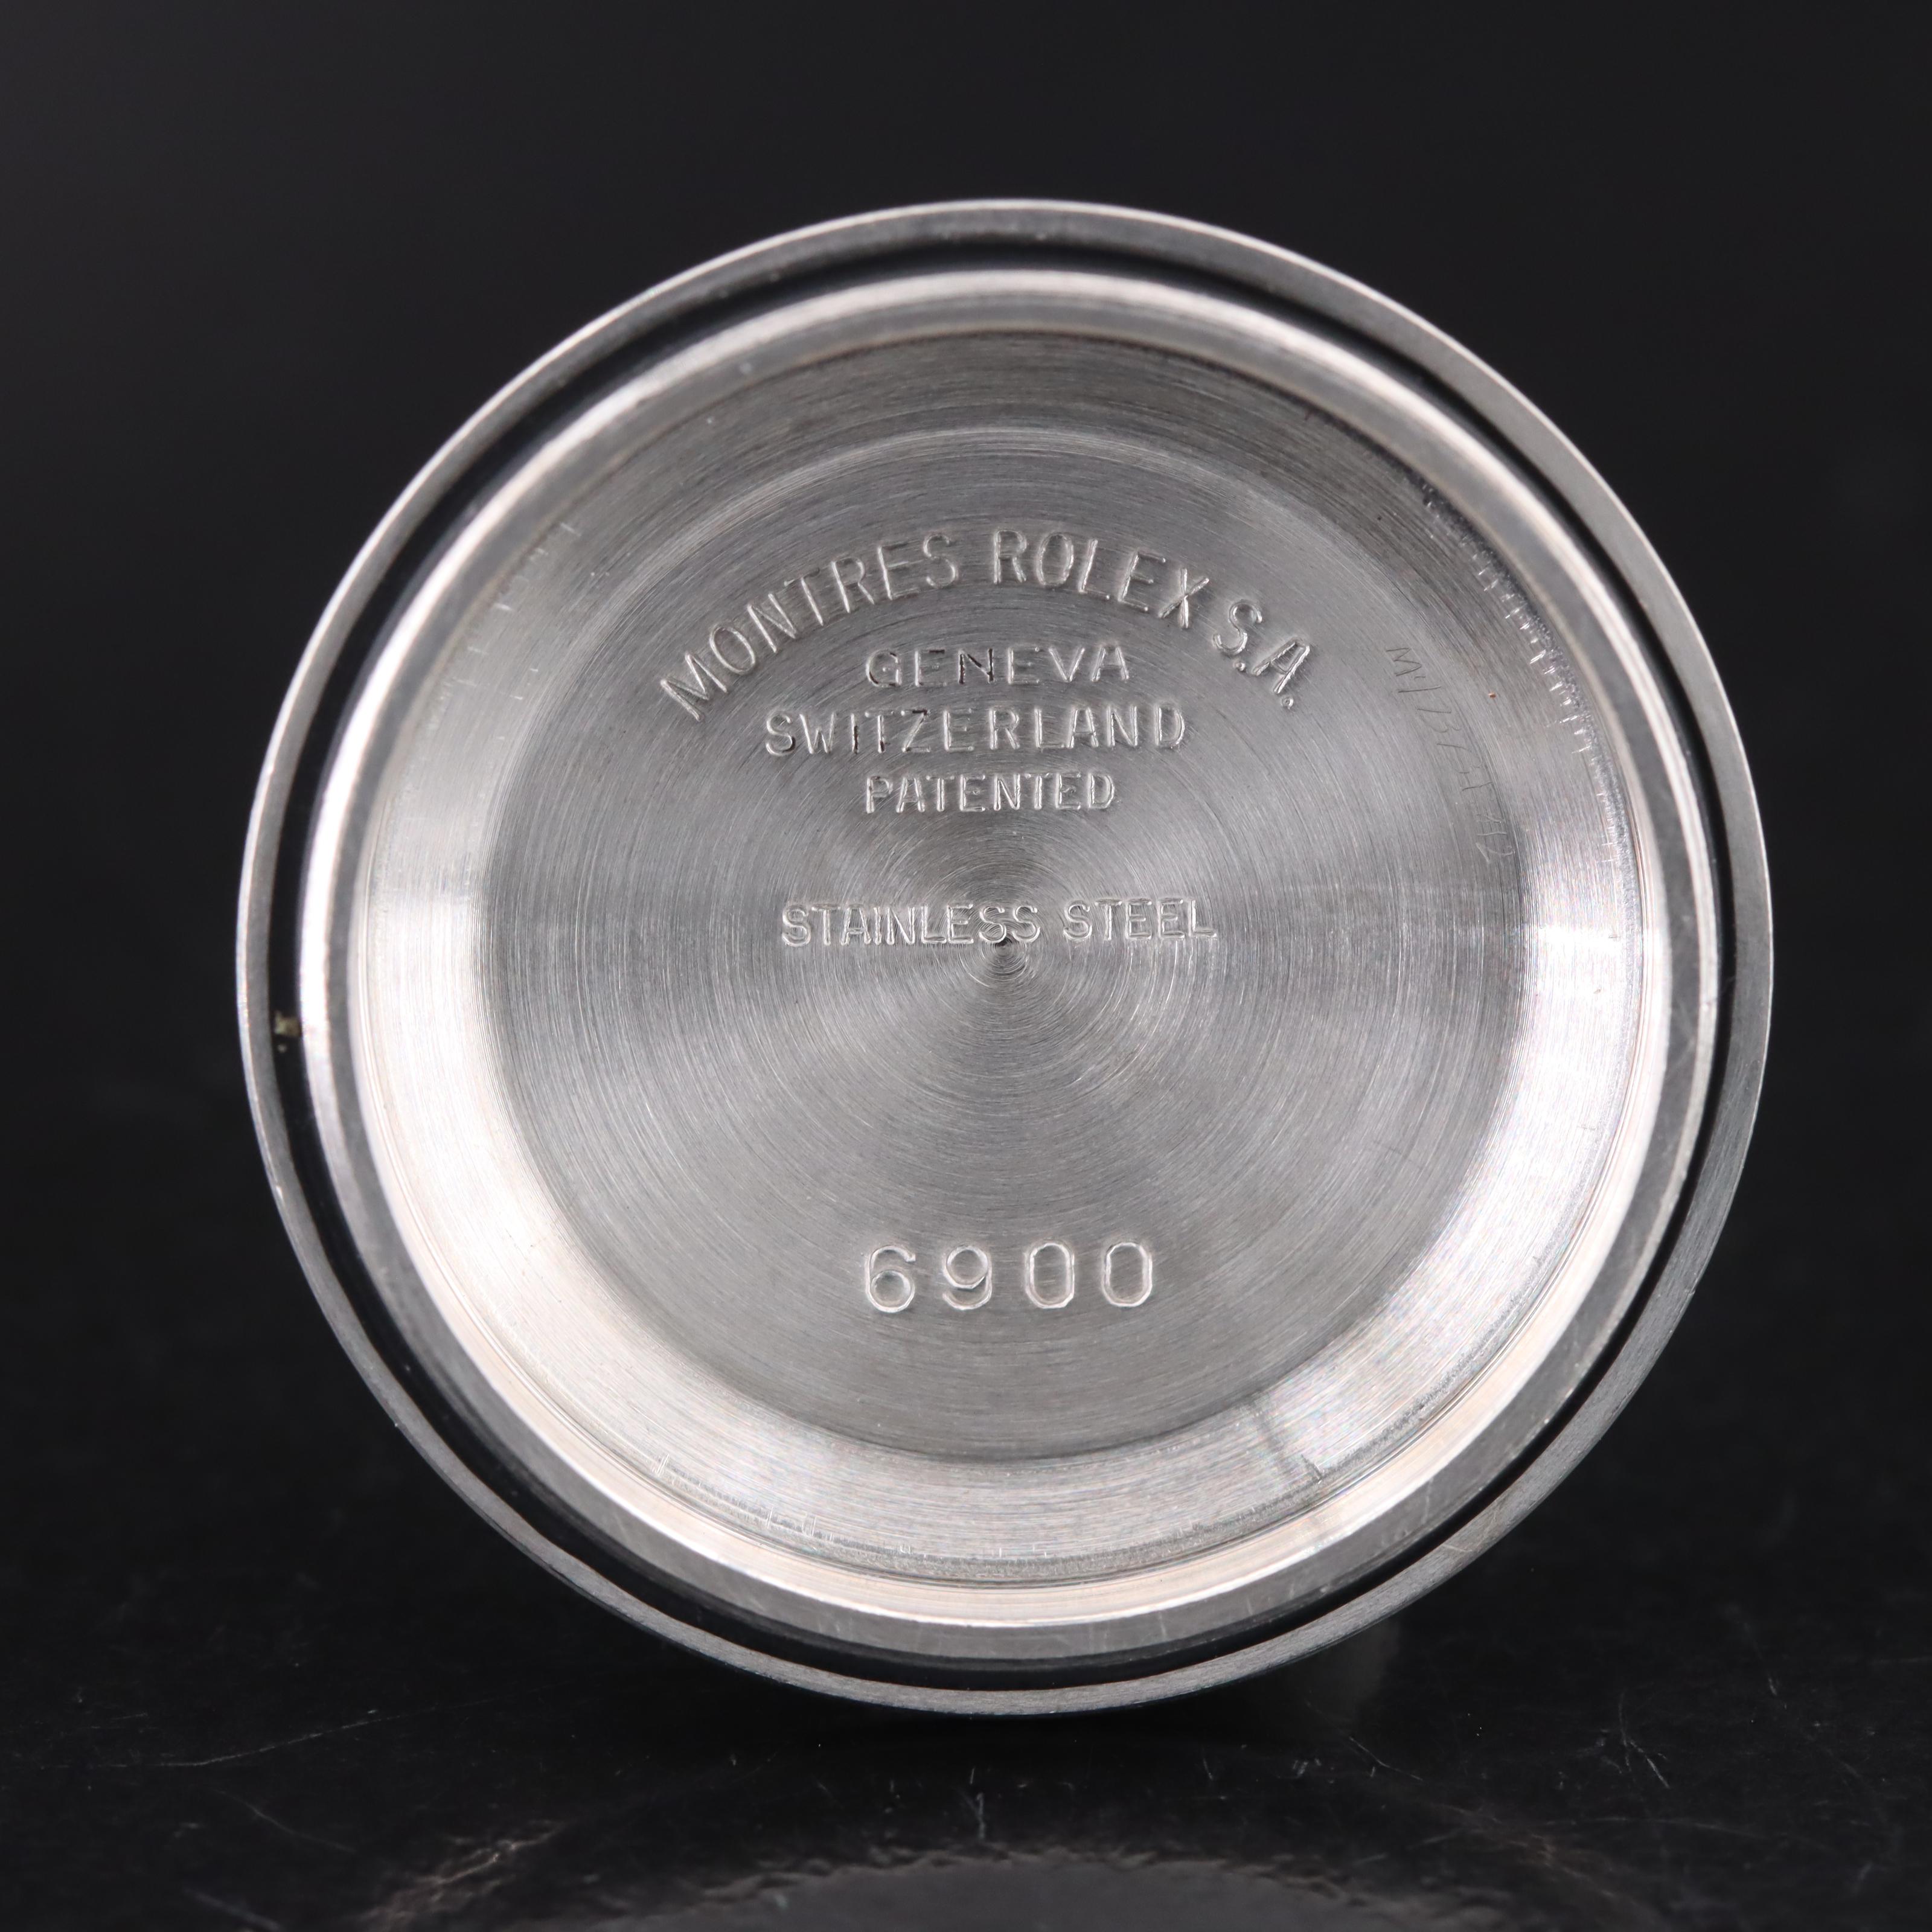 MONTRES ROLEX S.A.
GENEVA
SWITZERLAND
PATENTED
STAINLESS STEEL
6900